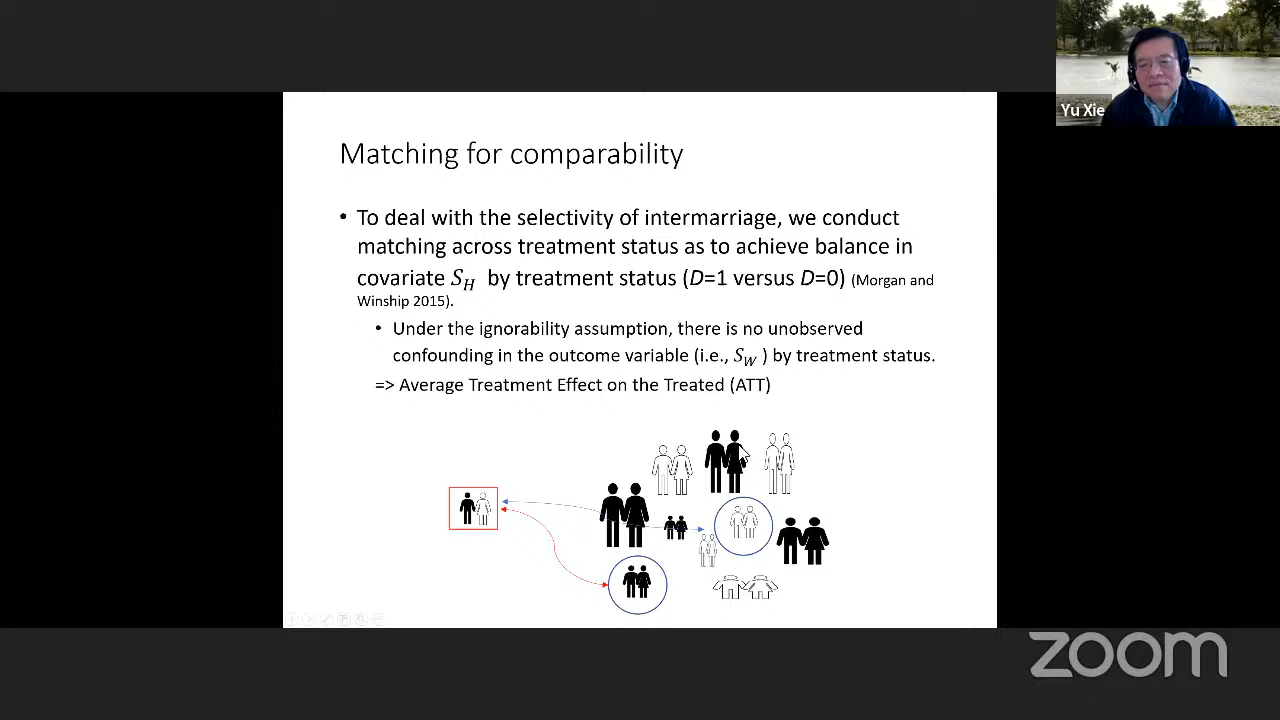 Yu Xie
Matching for comparability
• To deal with the selectivity of intermarriage, we conduct
matching across treatment status as to achieve balance in
covariate S_H by treatment status (D=1 versus D=0) (Morgan and
Winship 2015).
• Under the ignorability assumption, there is no unobserved
confounding in the outcome variable (i.e., S_W ) by treatment status.
=> Average Treatment Effect on the Treated (ATT)
zoom